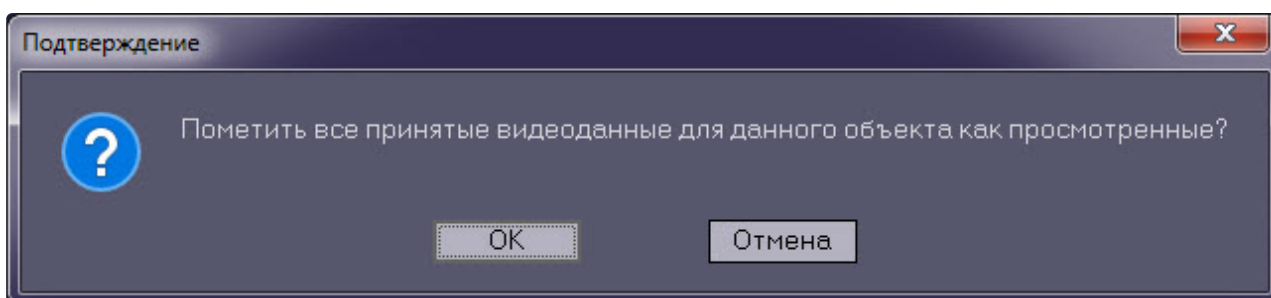 Подтверждение
Пометить все принятые видеоданные для данного объекта как просмотренные?
OK
Отмена